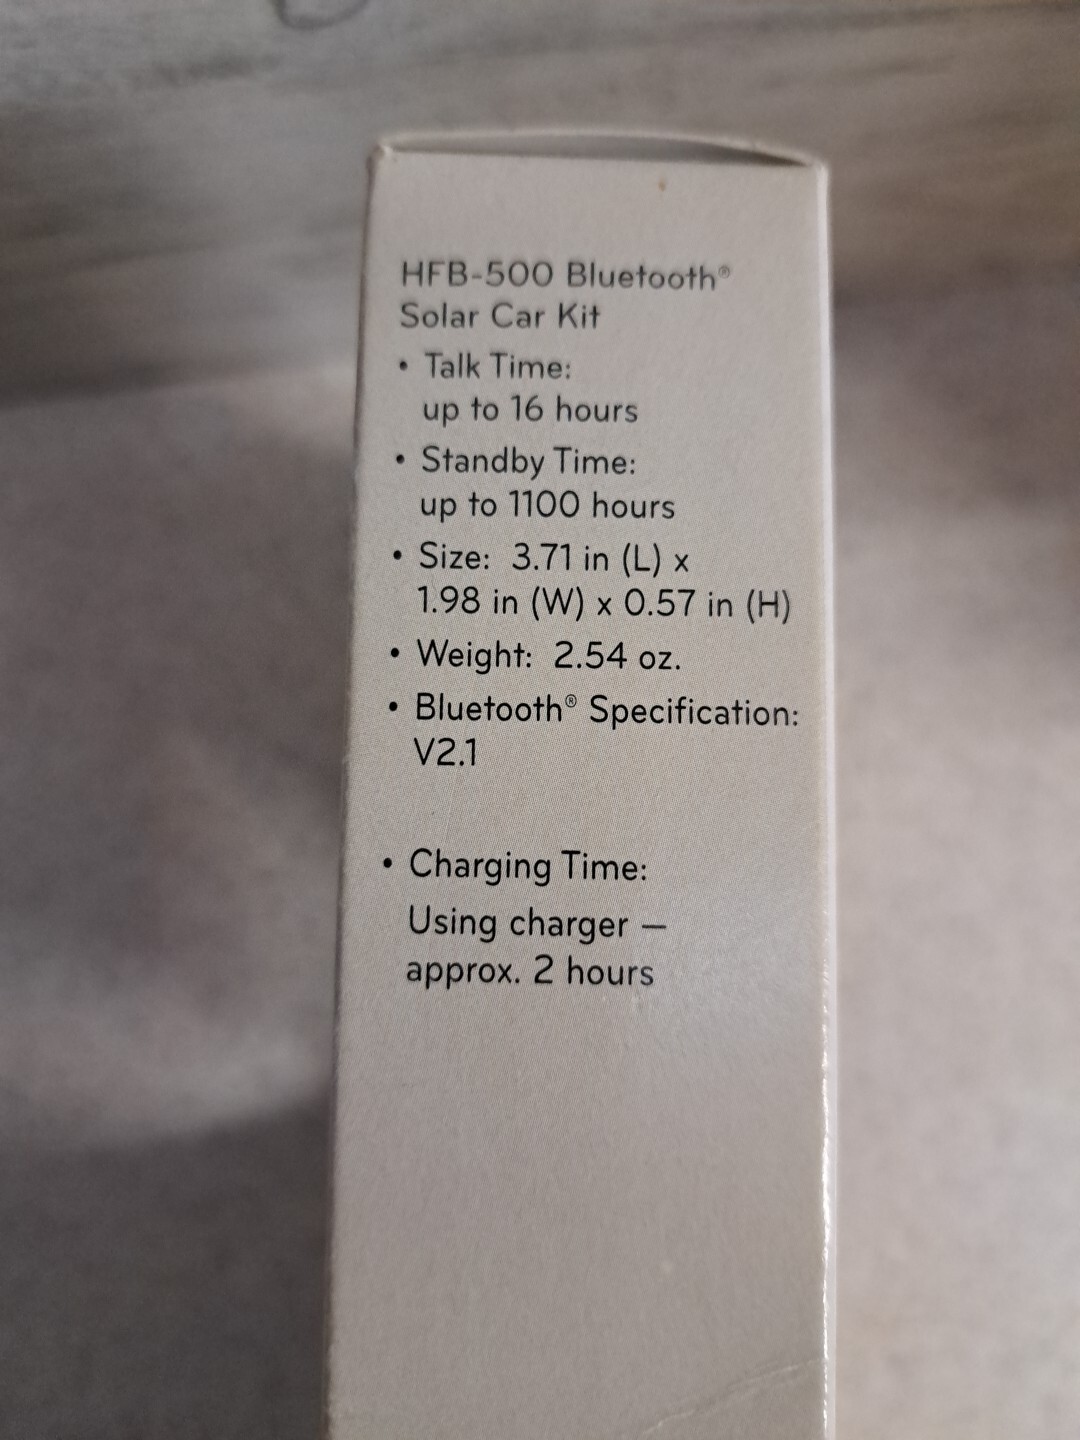 HFB-500 Bluetooth®
Solar Car Kit
• Talk Time:
up to 16 hours
• Standby Time:
up to 1100 hours
• Size: 3.71 in (L) x
1.98 in (W) x 0.57 in (H)
• Weight: 2.54 oz.
• Bluetooth® Specification:
V2.1
• Charging Time:
Using charger —
approx. 2 hours